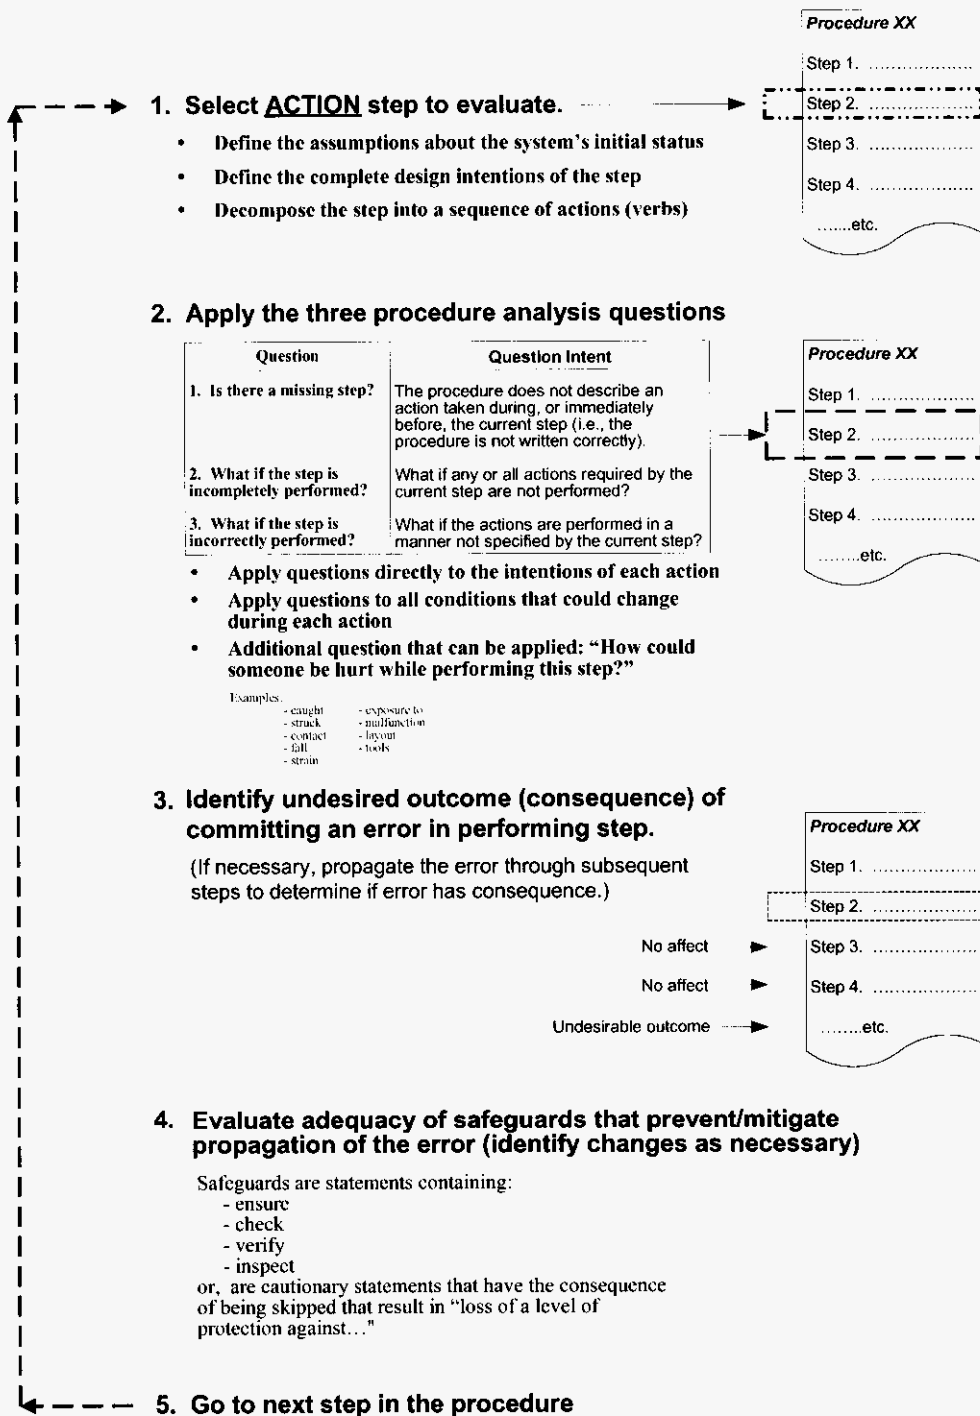 Procedure XX
Step 1. ...................
1. Select ACTION step to evaluate.
Step 2. ...................
• Define the assumptions about the system's initial status
Step 3. ...................
• Define the complete design intentions of the step
Step 4. ...................
• Decompose the step into a sequence of actions (verbs)
.......etc.
2. Apply the three procedure analysis questions
Question
Question Intent
1. Is there a missing step?
The procedure does not describe an
action taken during, or immediately
before, the current step (i.e., the
procedure is not written correctly).
2. What if the step is
incompletely performed?
What if any or all actions required by the
current step are not performed?
3. What if the step is
incorrectly performed?
What if the actions are performed in a
manner not specified by the current step?
Procedure XX
Step 1. ...................
Step 2. ...................
Step 3. ...................
Step 4. ...................
........etc.
• Apply questions directly to the intentions of each action
• Apply questions to all conditions that could change
during each action
• Additional question that can be applied: “How could
someone be hurt while performing this step?”
Examples.
- caught
- struck
- contact
- fall
- strain
- exposure to
- malfunction
- layout
- tools
3. Identify undesired outcome (consequence) of
committing an error in performing step.
(If necessary, propagate the error through subsequent
steps to determine if error has consequence.)
Procedure XX
Step 1. ...................
Step 2. ...................
No affect
Step 3. ...................
No affect
Step 4. ...................
Undesirable outcome
........etc.
4. Evaluate adequacy of safeguards that prevent/mitigate
propagation of the error (identify changes as necessary)
Safeguards are statements containing:
- ensure
- check
- verify
- inspect
or, are cautionary statements that have the consequence
of being skipped that result in “loss of a level of
protection against...”
5. Go to next step in the procedure